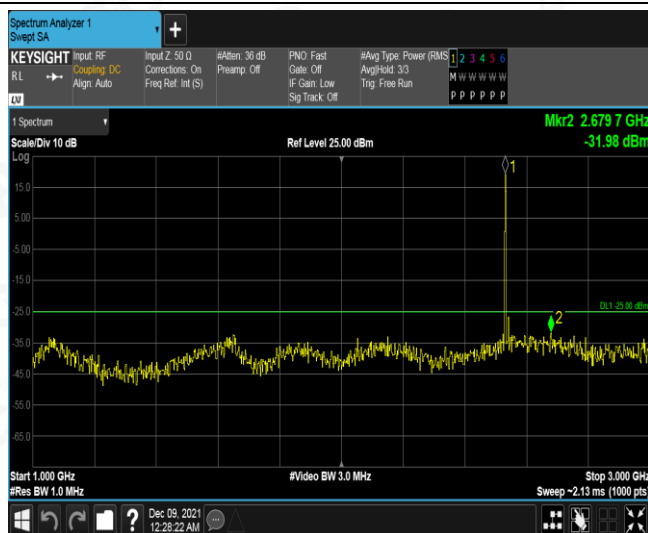 Spectrum Analyzer 1
Swept SA
+
KEYSIGHT
RL
LXI
Input: RF
Coupling: DC
Align: Auto
Input Z: 50 Ω
Corrections: On
Freq Ref: Int (S)
#Atten: 36 dB
Preamp: Off
PNO: Fast
Gate: Off
IF Gain: Low
Sig Track: Off
#Avg Type: Power (RMS
Avg|Hold: 3/3
Trig: Free Run
1 2 3 4 5 6
M W W W W W
P P P P P P
1 Spectrum
Mkr2 2.679 7 GHz
Scale/Div 10 dB
Ref Level 25.00 dBm
-31.98 dBm
Log
1
15.0
5.00
-5.00
-15.0
-25.0
DL1 -25.00 dBm
2
-35.0
-45.0
-55.0
-65.0
Start 1.000 GHz
#Video BW 3.0 MHz
Stop 3.000 GHz
#Res BW 1.0 MHz
Sweep ~2.13 ms (1000 pts)
?
Dec 09, 2021
12:28:22 AM